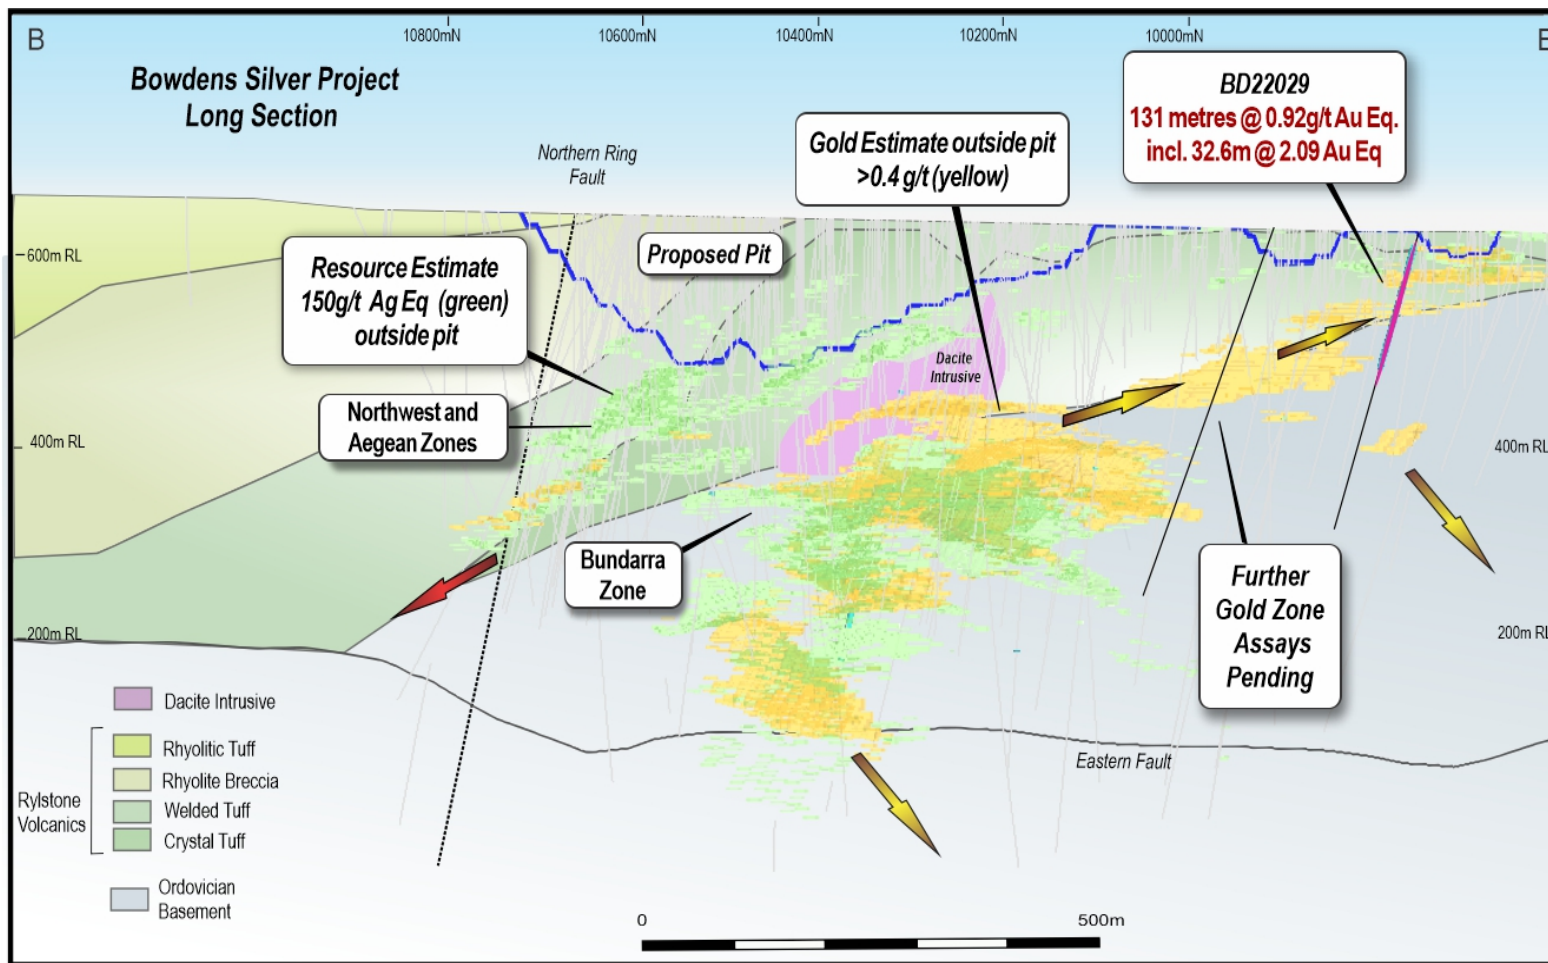 B
10800mN
10600mN
10400mN
10200mN
10000mN
Bowdens Silver Project
Long Section
Northern Ring
Fault
Gold Estimate outside pit
>0.4 g/t (yellow)
BD22029
131 metres @ 0.92g/t Au Eq.
incl. 32.6m @ 2.09 Au Eq
600m RL
Resource Estimate
150g/t Ag Eq (green)
outside pit
Proposed Pit
Dacite
Intrusive
Northwest and
Aegean Zones
400m RL
400m RL
Bundarra
Zone
Further
Gold Zone
Assays
Pending
200m RL
200m RL
Eastern Fault
Dacite Intrusive
Rylstone
Volcanics
Rhyolitic Tuff
Rhyolite Breccia
Welded Tuff
Crystal Tuff
Ordovician
Basement
0
500m